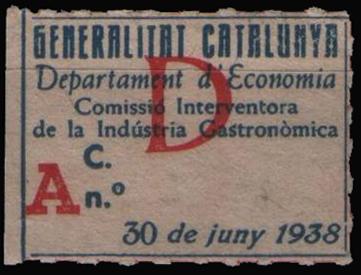 GENERALITAT CATALUNYA
Departament d'Economia
Comissió Interventora
de la Indústria Gastronòmica
D
C.
A n.º
30 de juny 1938